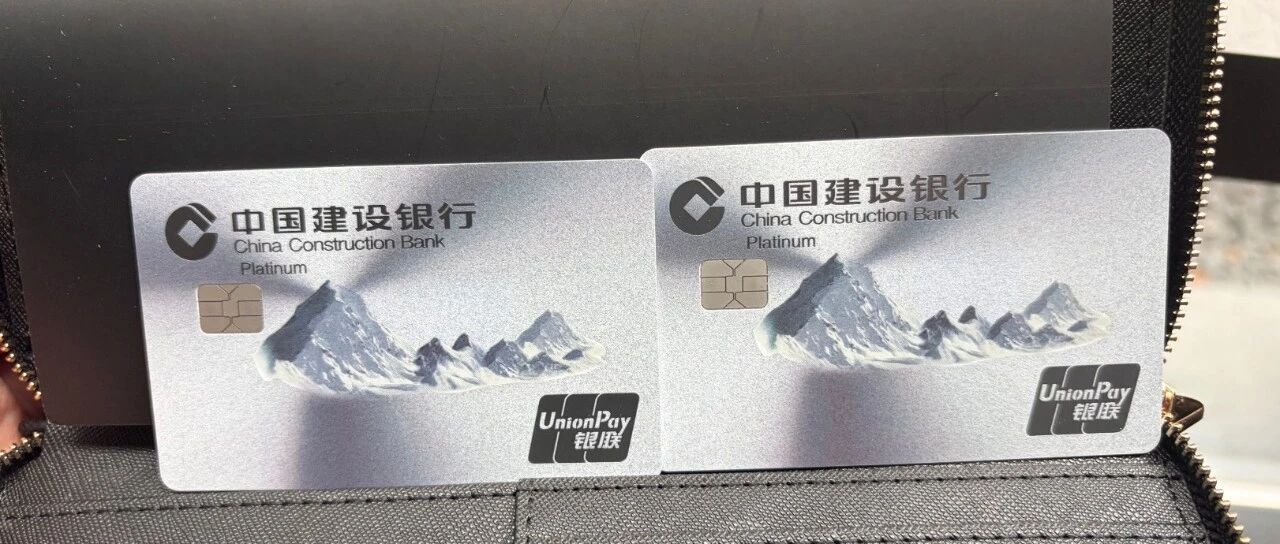 中国建设银行
China Construction Bank
Platinum
UnionPay
银联
中国建设银行
China Construction Bank
Platinum
UnionPay
银联